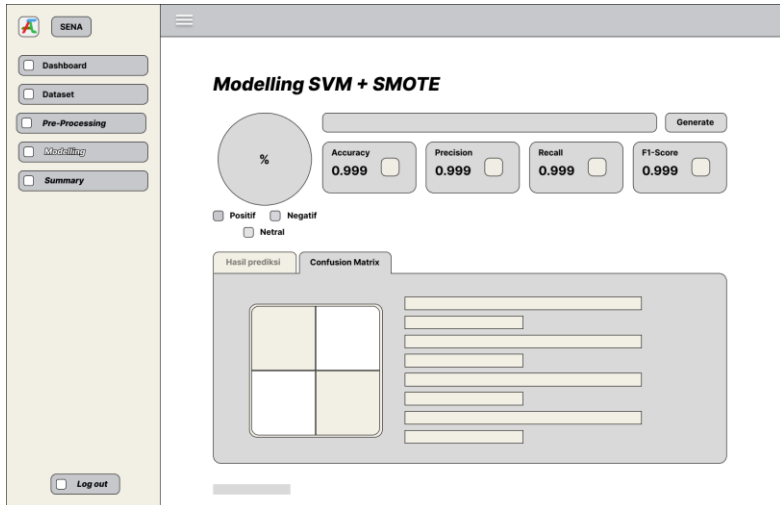 SENA
Dashboard
Dataset
Pre-Processing
Modelling
Summary
Log out
Modelling SVM + SMOTE
%
Generate
Accuracy
0.999
Precision
0.999
Recall
0.999
F1-Score
0.999
Positif
Negatif
Netral
Hasil prediksi
Confusion Matrix